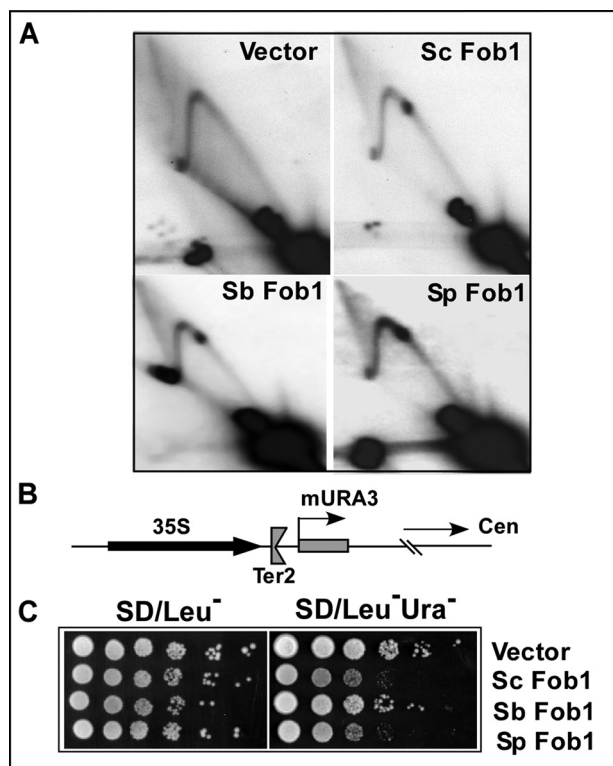 A
Vector
Sc Fob1
Sb Fob1
Sp Fob1
B
mURA3
35S
Cen
Ter2
C
SD/Leu⁻
SD/Leu⁻Ura⁻
Vector
Sc Fob1
Sb Fob1
Sp Fob1